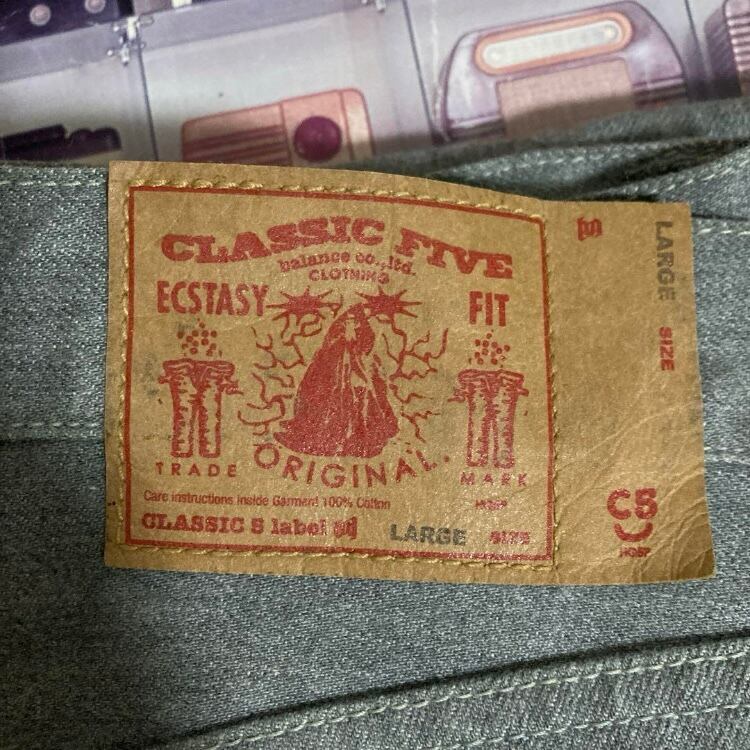 CLASSIC FIVE
balance co.,ltd.
CLOTHING
ECSTASY FIT
TRADE ORIGINAL. MARK
Care instructions Inside Garment 100% Cotton
CLASSIC 5 label LARGE SIZE
LARGE SIZE
C5